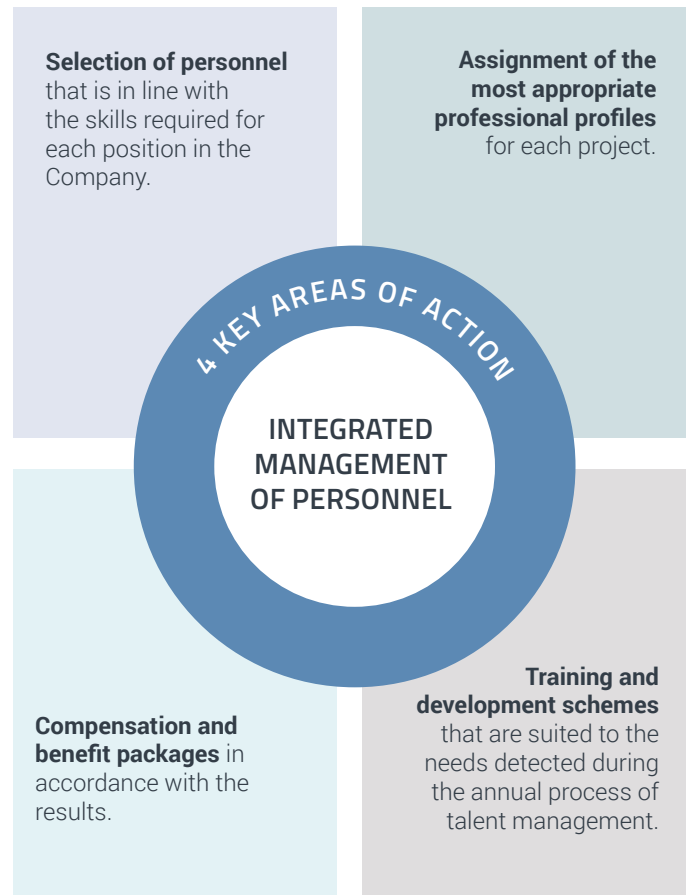 Selection of personnel
that is in line with
the skills required for
each position in the
Company.
Assignment of the
most appropriate
professional profiles
for each project.
4 KEY AREAS OF ACTION
INTEGRATED
MANAGEMENT
OF PERSONNEL
Compensation and
benefit packages in
accordance with the
results.
Training and
development schemes
that are suited to the
needs detected during
the annual process of
talent management.